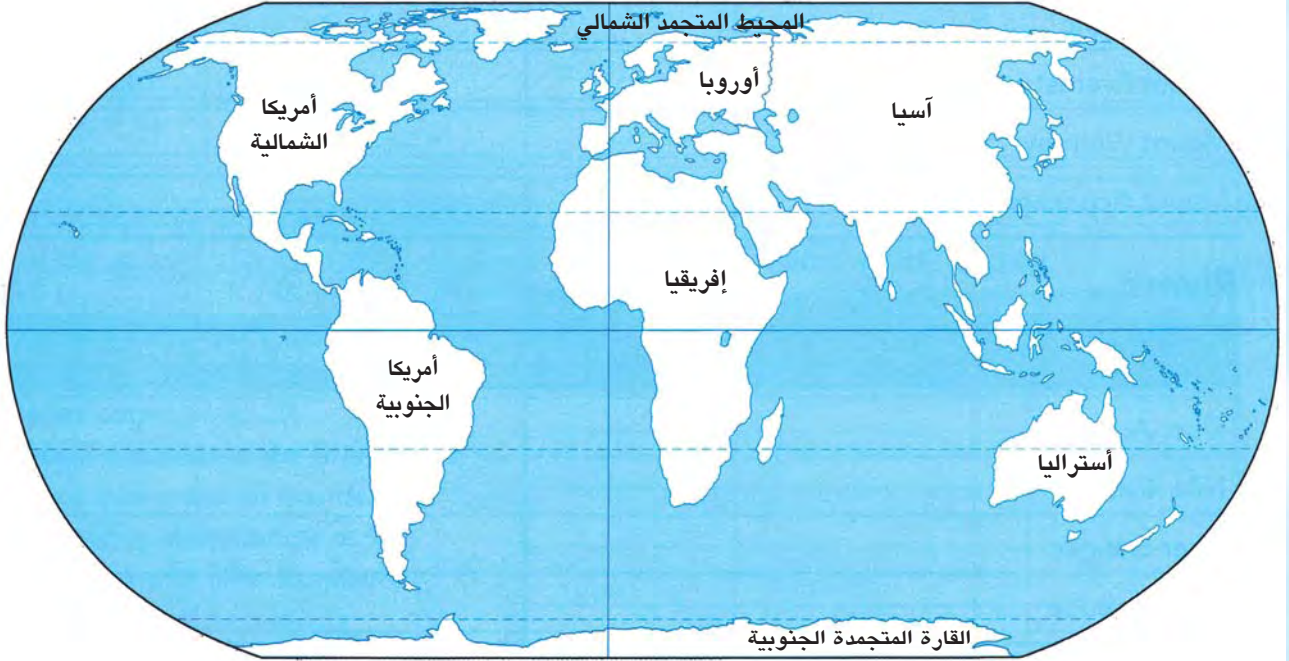 المحيط المتجمد الشمالي
أوروبا
آسيا
أمريكا
الشمالية
إفريقيا
أمريكا
الجنوبية
أستراليا
القارة المتجمدة الجنوبية